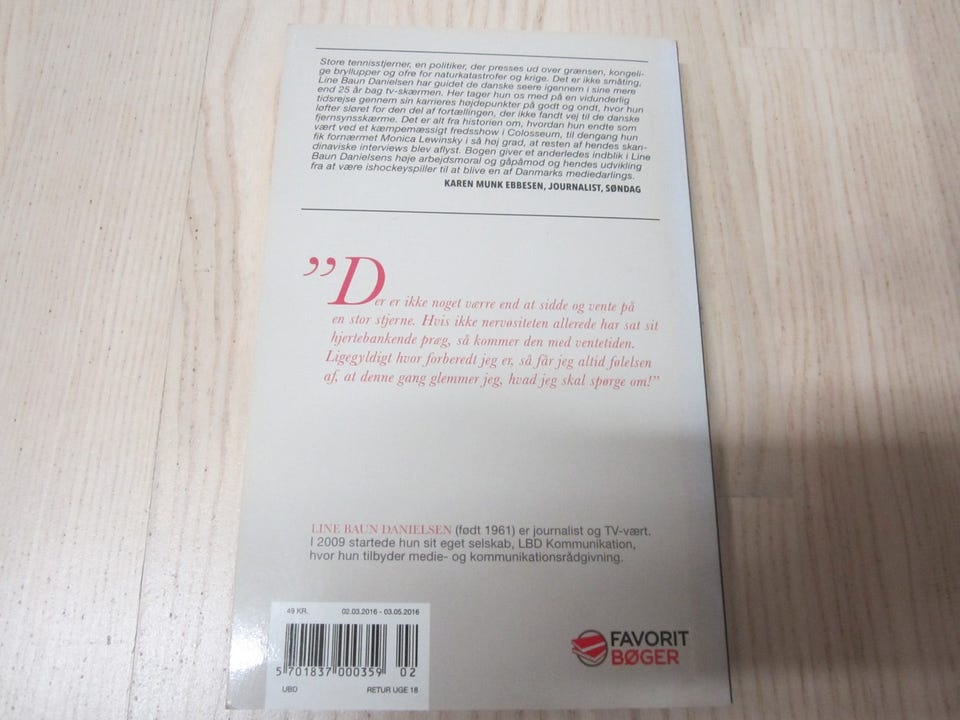 Store tennisstjerner, en politiker, der presses ud over grænsen, kongeli-
ge bryllupper og ofre for naturkatastrofer og krige. Det er ikke småting,
Line Baun Danielsen har guidet de danske seere igennem i sine mere
end 25 år bag tv-skærmen. Her tager hun os med på en vidunderlig
tidsrejse gennem sin karrieres højdepunkter på godt og ondt, hvor hun
løfter sløret for den del af fortællingen, der ikke fandt vej til de danske
fjernsynsskærme. Det er alt fra historien om, hvordan hun endte som
vært ved et kæmpemæssigt fredsshow i Colosseum, til dengang hun
fik fornærmet Monica Lewinsky i så høj grad, at resten af hendes skan-
dinaviske interviews blev aflyst. Bogen giver et anderledes indblik i Line
Baun Danielsens høje arbejdsmoral og gåpåmod og hendes udvikling
fra at være ishockeyspiller til at blive en af Danmarks mediedarlings.
KAREN MUNK EBBESEN, JOURNALIST, SØNDAG
”Der er ikke noget værre end at sidde og vente på
en stor stjerne. Hvis ikke nervøsiteten allerede har sat sit
hjertebankende præg, så kommer den med ventetiden.
Ligegyldigt hvor forberedt jeg er, så får jeg altid følelsen
af, at denne gang glemmer jeg, hvad jeg skal spørge om!”
LINE BAUN DANIELSEN (født 1961) er journalist og TV-vært.
I 2009 startede hun sit eget selskab, LBD Kommunikation,
hvor hun tilbyder medie- og kommunikationsrådgivning.
49 KR. 02.03.2016 - 03.05.2016
5 701837 000359 02
UBD RETUR UGE 18
FAVORIT
BØGER